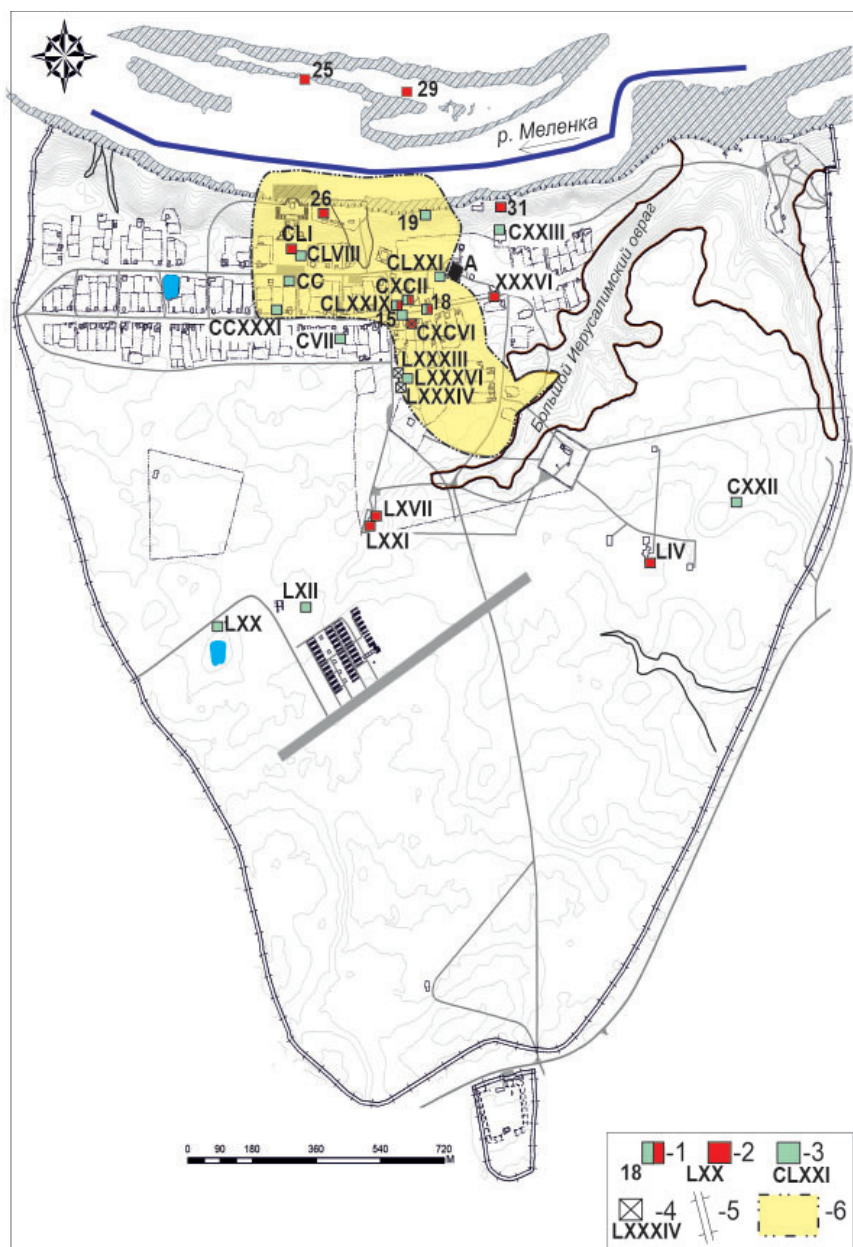 25
29
р. Меленка
26
19
31
CLI
CLVIII
CXXIII
CLXXI
A
CC
CXCII
XXXVI
CLXXIX
18
CCXXXI
15
CXCVI
CVII
LXXXIII
LXXXVI
LXXXIV
Большой Иерусалимский овраг
LXVII
LXXI
CXXII
LIV
LXII
LXX
0 90 180 360 540 720
М
-1 -2 -3
18 LXX CLXXI
-4 -5 -6
LXXXIV